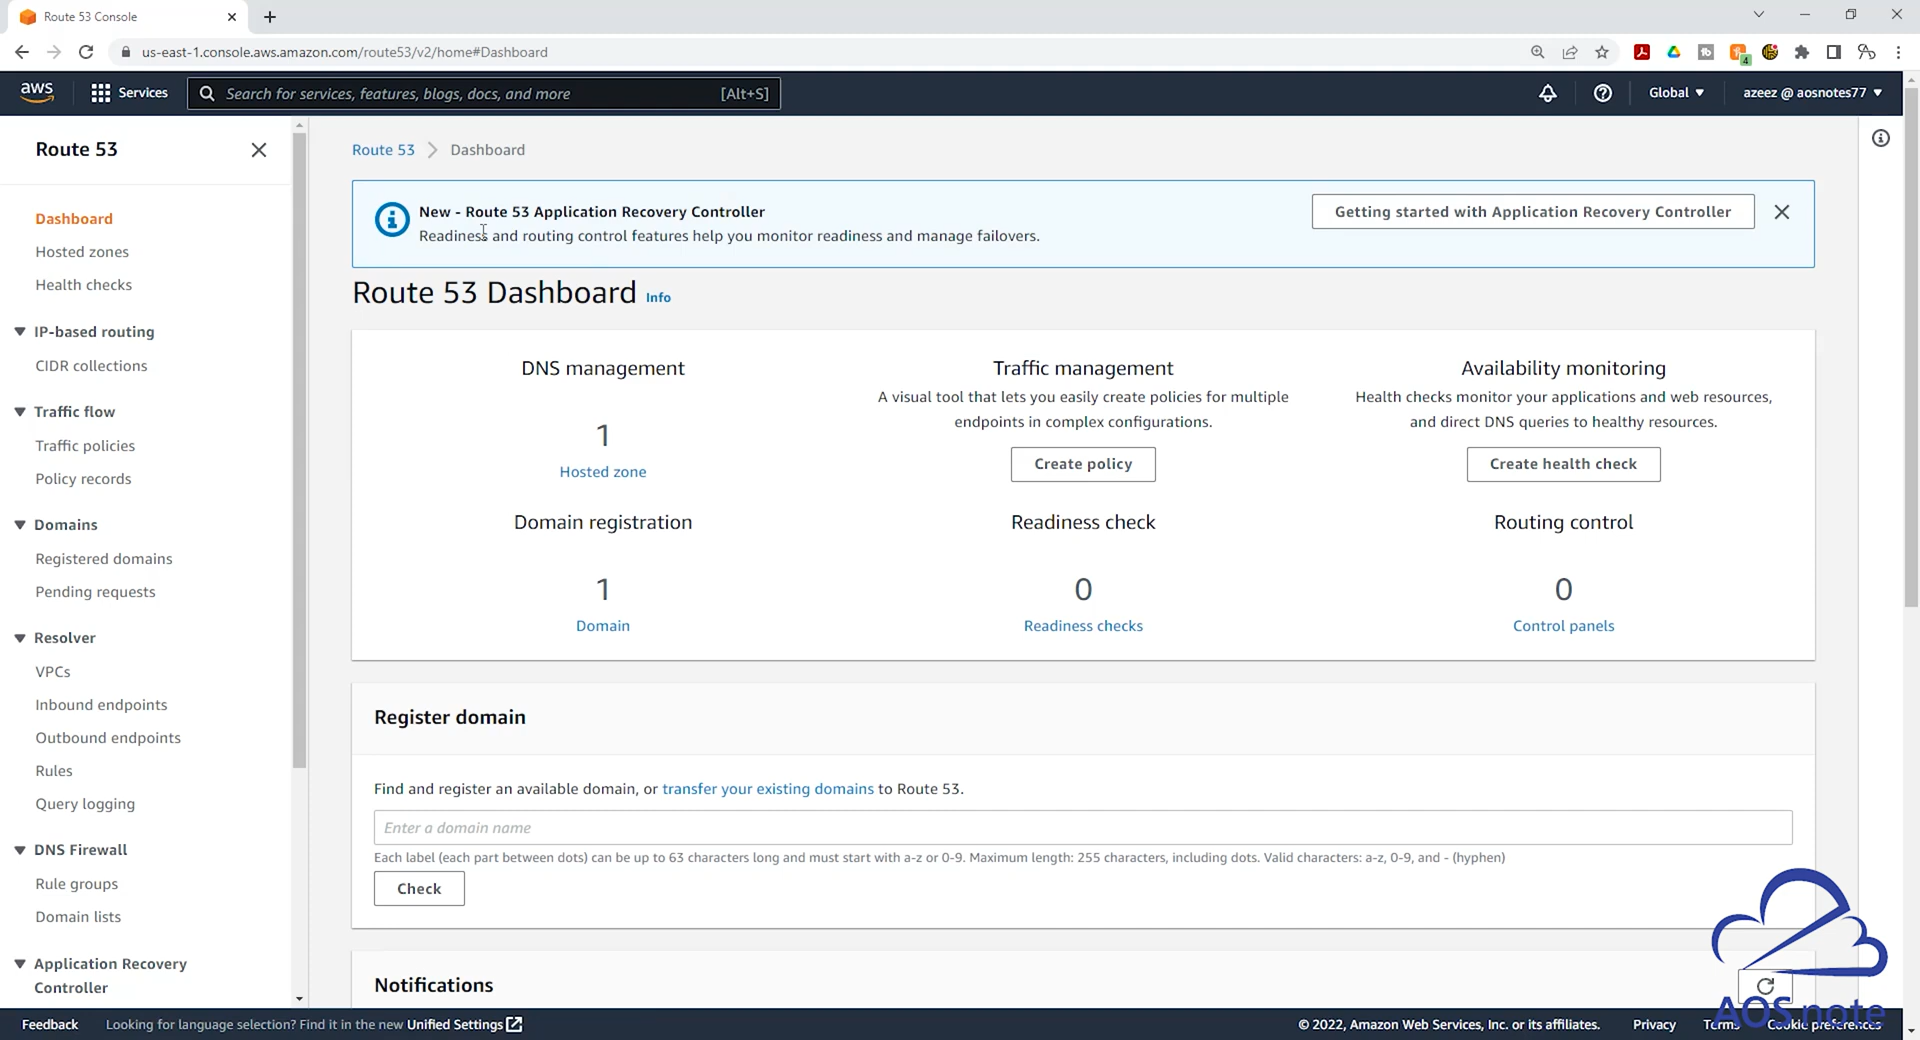 Route 53 Console
us-east-1.console.aws.amazon.com/route53/v2/home#Dashboard
4
aws
Services
Search for services, features, blogs, docs, and more
[Alt+S]
Global
azeez @ aosnotes77
Route 53
Dashboard
Hosted zones
Health checks
IP-based routing
CIDR collections
Traffic flow
Traffic policies
Policy records
Domains
Registered domains
Pending requests
Resolver
VPCs
Inbound endpoints
Outbound endpoints
Rules
Query logging
DNS Firewall
Rule groups
Domain lists
Application Recovery
Controller
Route 53 > Dashboard
New - Route 53 Application Recovery Controller
Readiness and routing control features help you monitor readiness and manage failovers.
Getting started with Application Recovery Controller
Route 53 Dashboard Info
DNS management
1
Hosted zone
Traffic management
A visual tool that lets you easily create policies for multiple
endpoints in complex configurations.
Create policy
Availability monitoring
Health checks monitor your applications and web resources,
and direct DNS queries to healthy resources.
Create health check
Domain registration
1
Domain
Readiness check
0
Readiness checks
Routing control
0
Control panels
Register domain
Find and register an available domain, or transfer your existing domains to Route 53.
Enter a domain name
Each label (each part between dots) can be up to 63 characters long and must start with a-z or 0-9. Maximum length: 255 characters, including dots. Valid characters: a-z, 0-9, and - (hyphen)
Check
Notifications
AOS note
Feedback
Looking for language selection? Find it in the new Unified Settings
© 2022, Amazon Web Services, Inc. or its affiliates.
Privacy
Terms
Cookie preferences